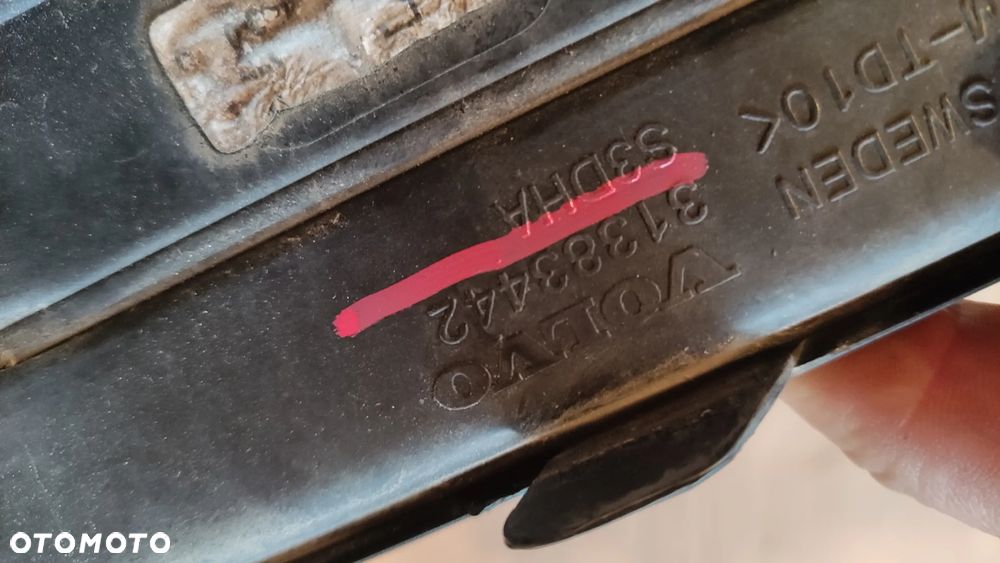 VOLVO
31383442
S3DHA
SWEDEN
M-TD10<
OTOMOTO